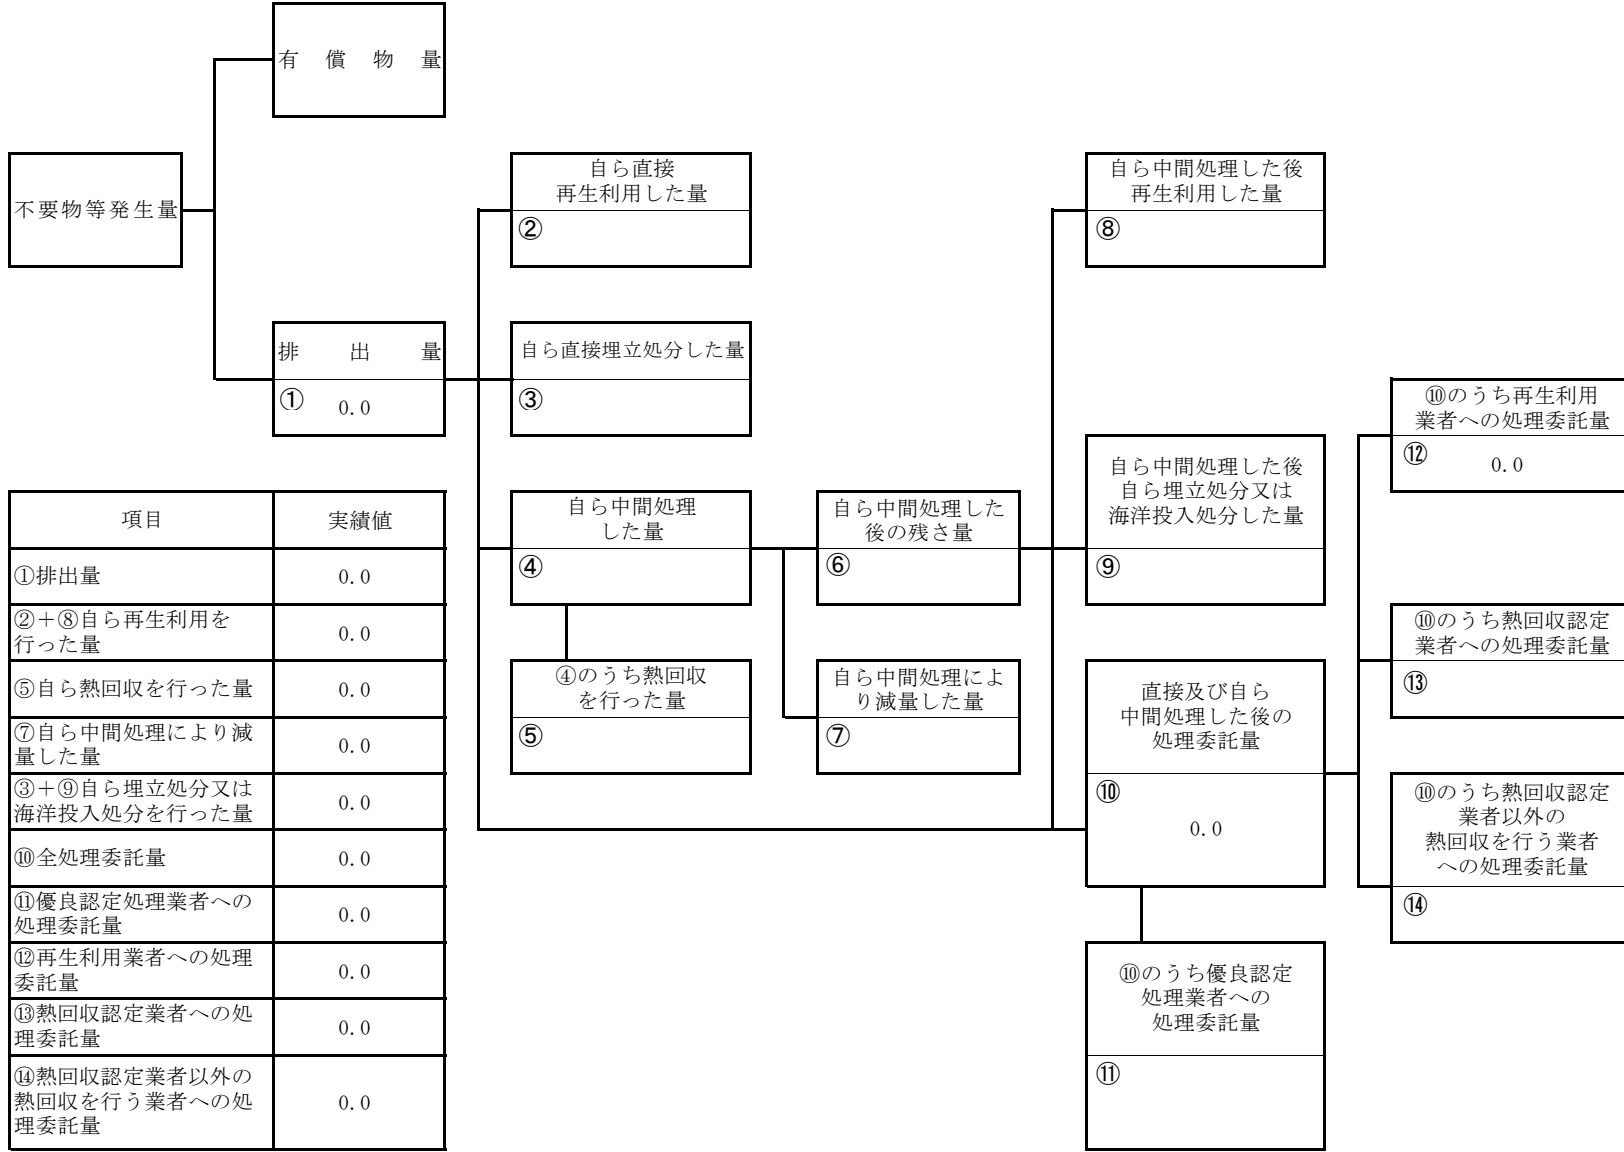 有償物量
不要物等発生量
排出量
① 0.0
自ら直接
再生利用した量
②
自ら直接埋立処分した量
③
自ら中間処理
した量
④
④のうち熱回収
を行った量
⑤
自ら中間処理した
後の残さ量
⑥
自ら中間処理によ
り減量した量
⑦
自ら中間処理した後
再生利用した量
⑧
自ら中間処理した後
自ら埋立処分又は
海洋投入処分した量
⑨
直接及び自ら
中間処理した後の
処理委託量
⑩
0.0
⑩のうち優良認定
処理業者への
処理委託量
⑪
⑩のうち再生利用
業者への処理委託量
⑫ 0.0
⑩のうち熱回収認定
業者への処理委託量
⑬
⑩のうち熱回収認定
業者以外の
熱回収を行う業者
への処理委託量
⑭
項目 実績値
①排出量 0.0
②+⑧自ら再生利用を
行った量 0.0
⑤自ら熱回収を行った量 0.0
⑦自ら中間処理により減
量した量 0.0
③+⑨自ら埋立処分又は
海洋投入処分を行った量 0.0
⑩全処理委託量 0.0
⑪優良認定処理業者への
処理委託量 0.0
⑫再生利用業者への処理
委託量 0.0
⑬熱回収認定業者への処
理委託量 0.0
⑭熱回収認定業者以外の
熱回収を行う業者への処
理委託量 0.0